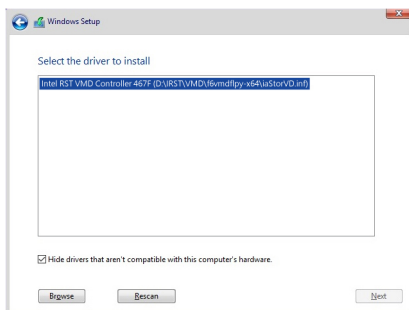 Windows Setup
Select the driver to install
Intel RST VMD Controller 467F (D:\IRST\VMD\f6vmdflpy-x64\iaStorVD.inf)
Hide drivers that aren't compatible with this computer's hardware.
Browse Rescan Next